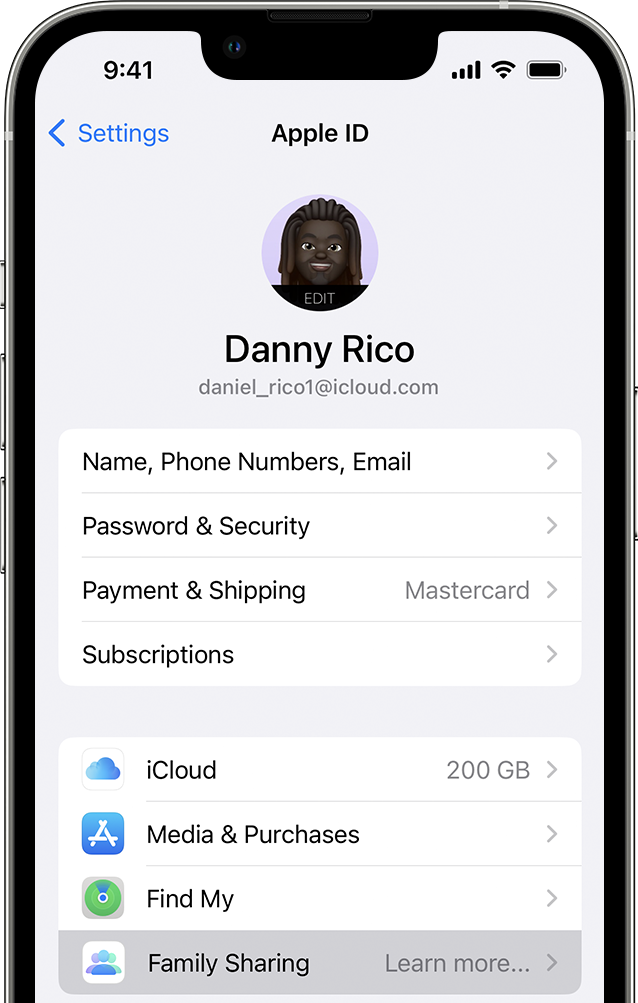 9:41
Settings
Apple ID
EDIT
Danny Rico
daniel_rico1@icloud.com
Name, Phone Numbers, Email
Password & Security
Payment & Shipping Mastercard
Subscriptions
iCloud 200 GB
Media & Purchases
Find My
Family Sharing Learn more...